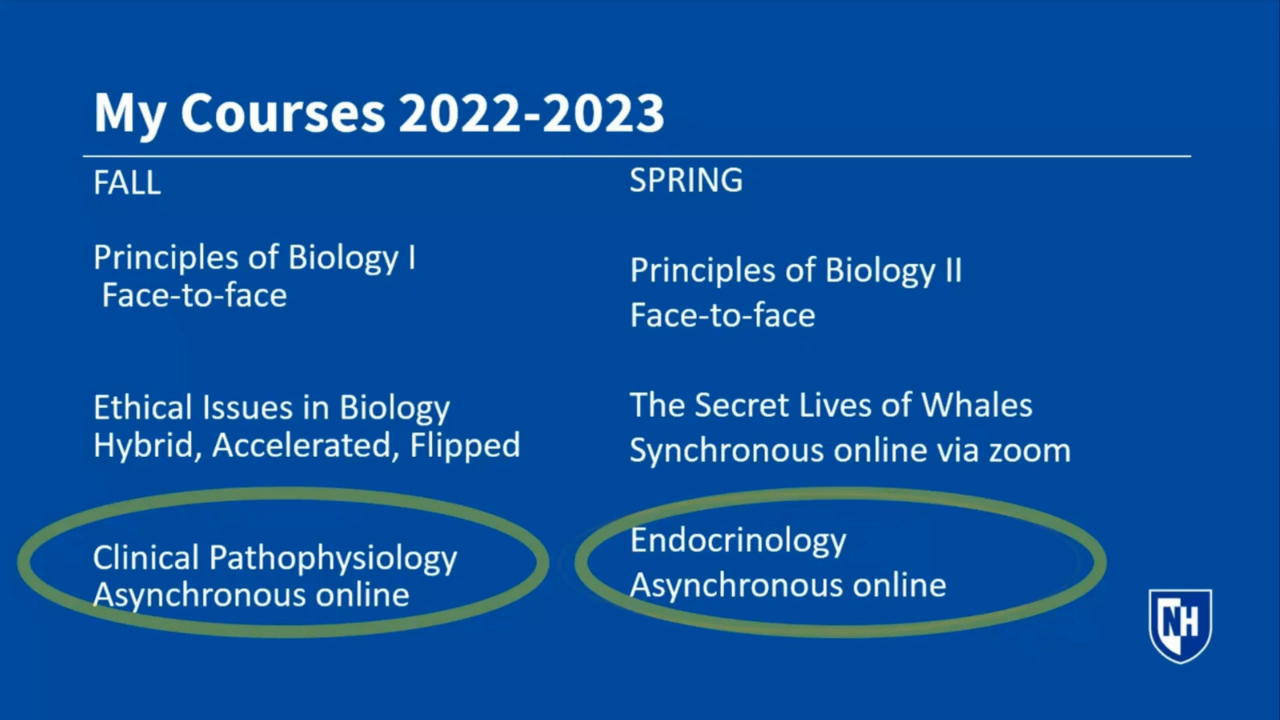 My Courses 2022-2023
FALL
Principles of Biology I
Face-to-face
Ethical Issues in Biology
Hybrid, Accelerated, Flipped
Clinical Pathophysiology
Asynchronous online
SPRING
Principles of Biology II
Face-to-face
The Secret Lives of Whales
Synchronous online via zoom
Endocrinology
Asynchronous online
NH